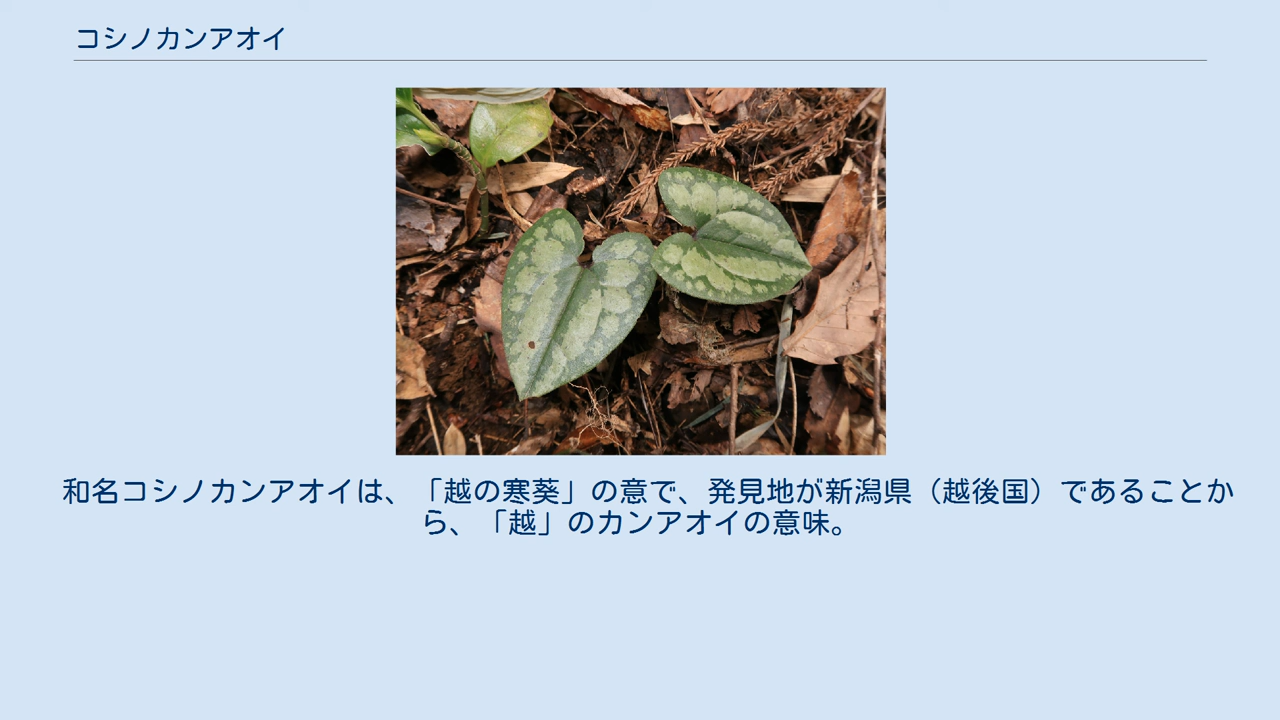 コシノカンアオイ
和名コシノカンアオイは、「越の寒葵」の意で、発見地が新潟県（越後国）であることか
ら、「越」のカンアオイの意味。